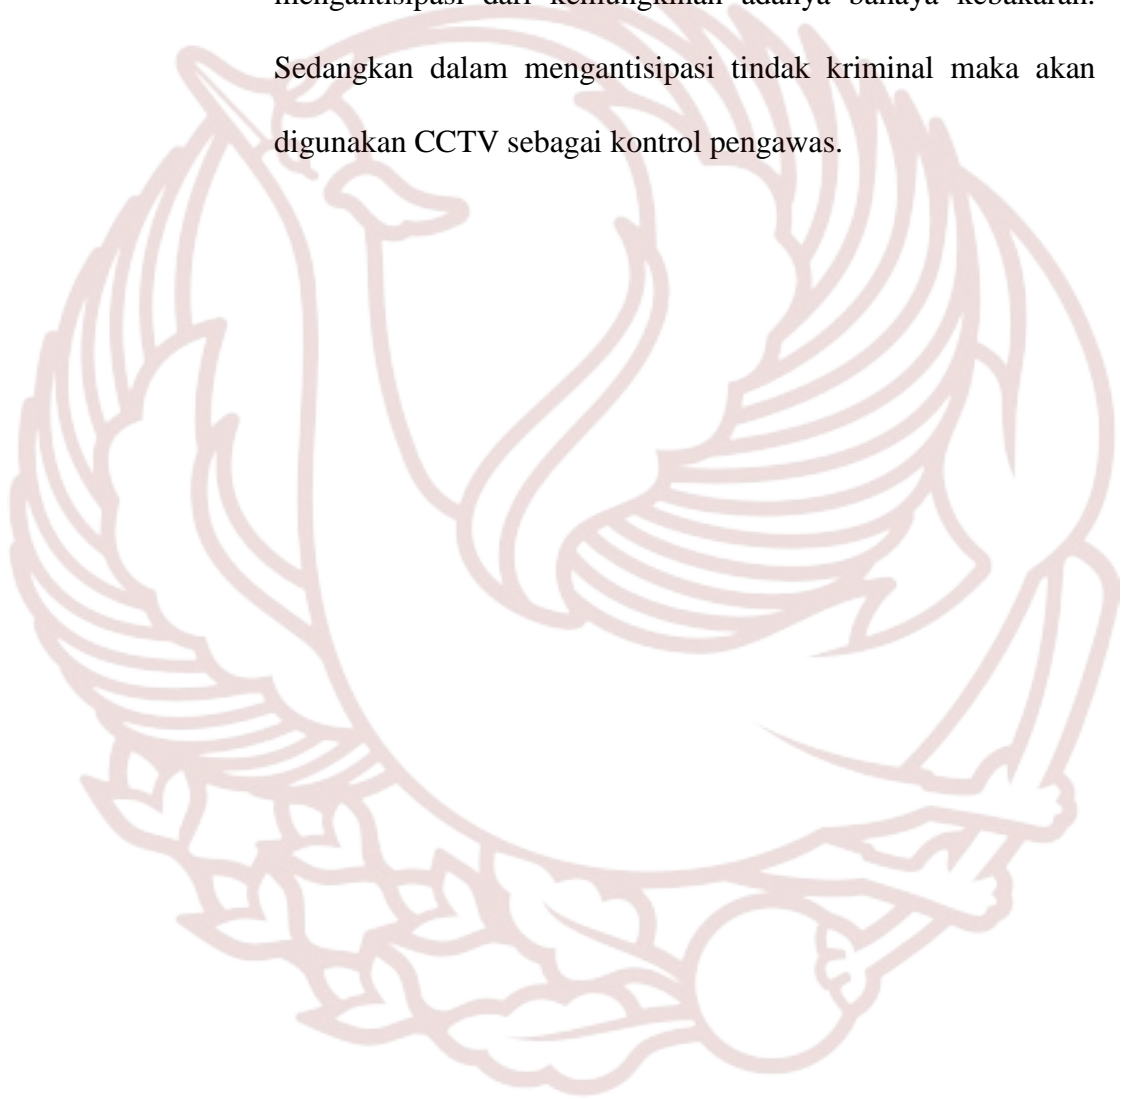 mengantisipasi dari kemungkinan adanya bahaya kebakaran.
Sedangkan dalam mengantisipasi tindak kriminal maka akan
digunakan CCTV sebagai kontrol pengawas.